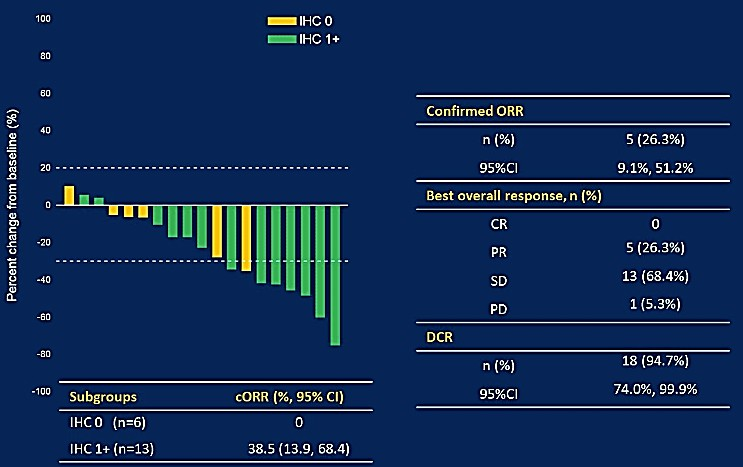 100
80
60
40
20
0
-20
-40
-60
-80
-100
Percent change from baseline (%)
IHC 0
IHC 1+
Subgroups cORR (%, 95% CI)
IHC 0 (n=6) 0
IHC 1+ (n=13) 38.5 (13.9, 68.4)
Confirmed ORR
n (%) 5 (26.3%)
95%CI 9.1%, 51.2%
Best overall response, n (%)
CR 0
PR 5 (26.3%)
SD 13 (68.4%)
PD 1 (5.3%)
DCR
n (%) 18 (94.7%)
95%CI 74.0%, 99.9%